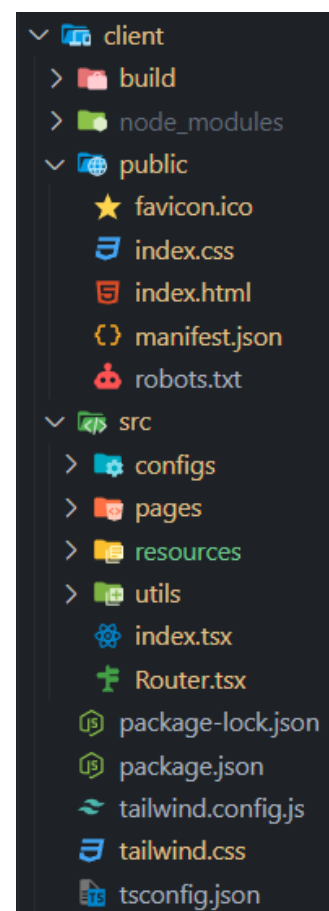 client
build
node_modules
public
favicon.ico
index.css
index.html
manifest.json
robots.txt
src
configs
pages
resources
utils
index.tsx
Router.tsx
package-lock.json
package.json
tailwind.config.js
tailwind.css
tsconfig.json